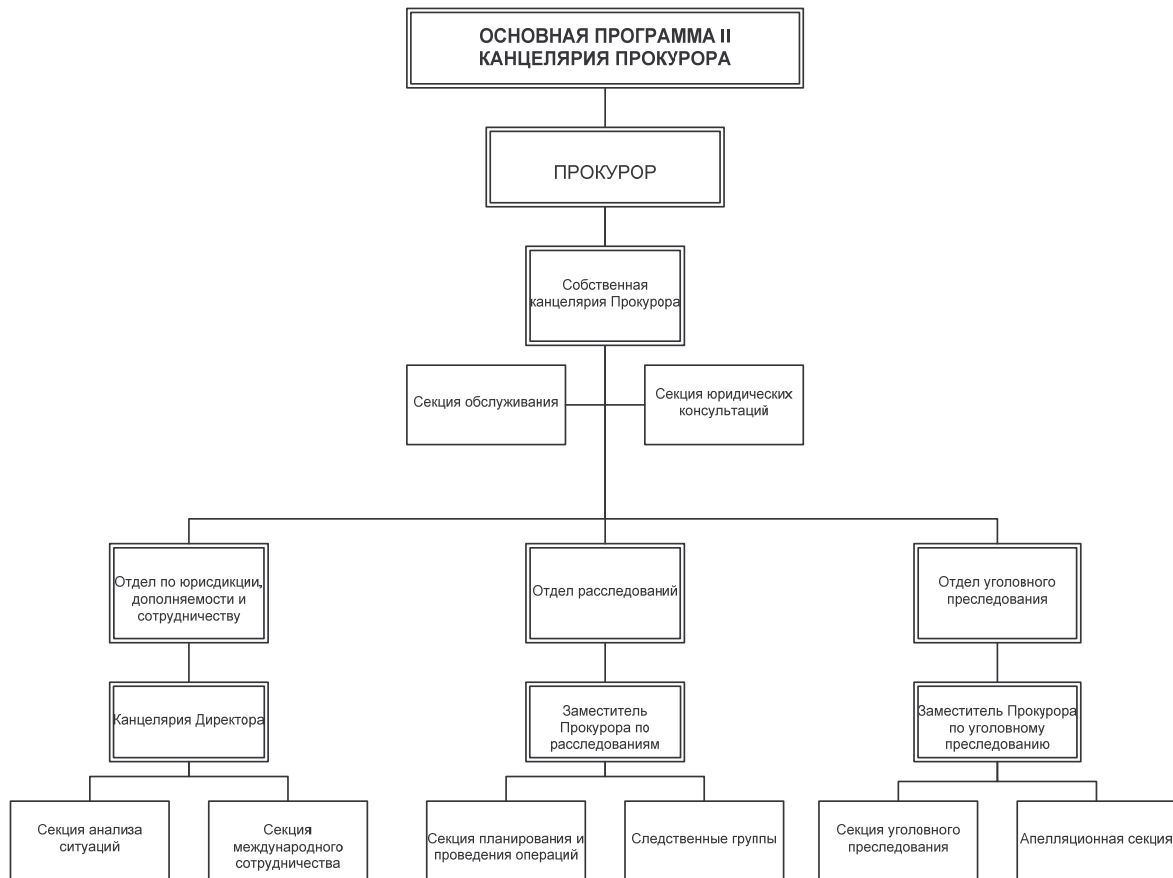 ОСНОВНАЯ ПРОГРАММА II
КАНЦЕЛЯРИЯ ПРОКУРОРА
ПРОКУРОР
Собственная
канцелярия Прокурора
Секция обслуживания
Секция юридических
консультаций
Отдел по юрисдикции,
дополняемости и
сотрудничеству
Отдел расследований
Отдел уголовного
преследования
Канцелярия Директора
Заместитель
Прокурора по
расследованиям
Заместитель Прокурора
по уголовному
преследованию
Секция анализа
ситуаций
Секция
международного
сотрудничества
Секция планирования и
проведения операций
Следственные группы
Секция уголовного
преследования
Апелляционная секция